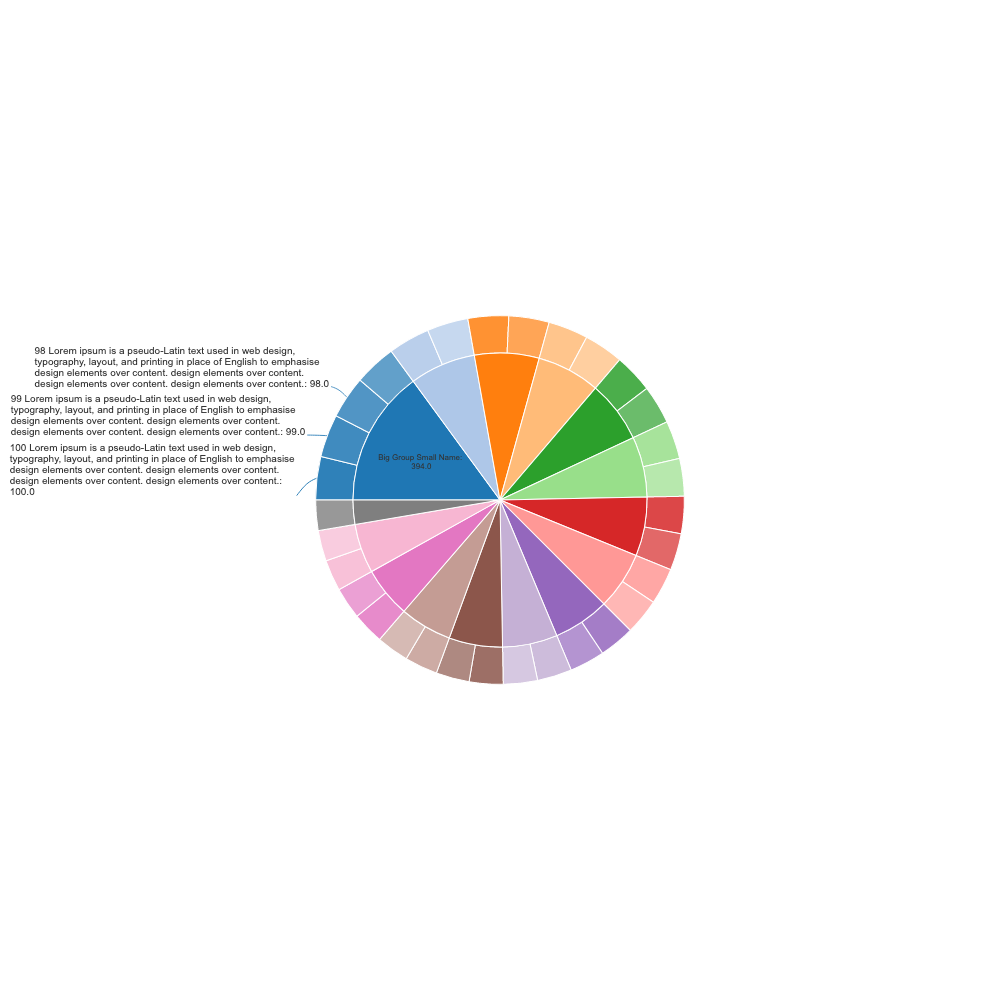 98 Lorem ipsum is a pseudo-Latin text used in web design,
typography, layout, and printing in place of English to emphasise
design elements over content. design elements over content.
design elements over content. design elements over content.: 98.0
99 Lorem ipsum is a pseudo-Latin text used in web design,
typography, layout, and printing in place of English to emphasise
design elements over content. design elements over content.
design elements over content. design elements over content.: 99.0
100 Lorem ipsum is a pseudo-Latin text used in web design,
typography, layout, and printing in place of English to emphasise
design elements over content. design elements over content.
design elements over content. design elements over content.:
100.0
Big Group Small Name:
394.0